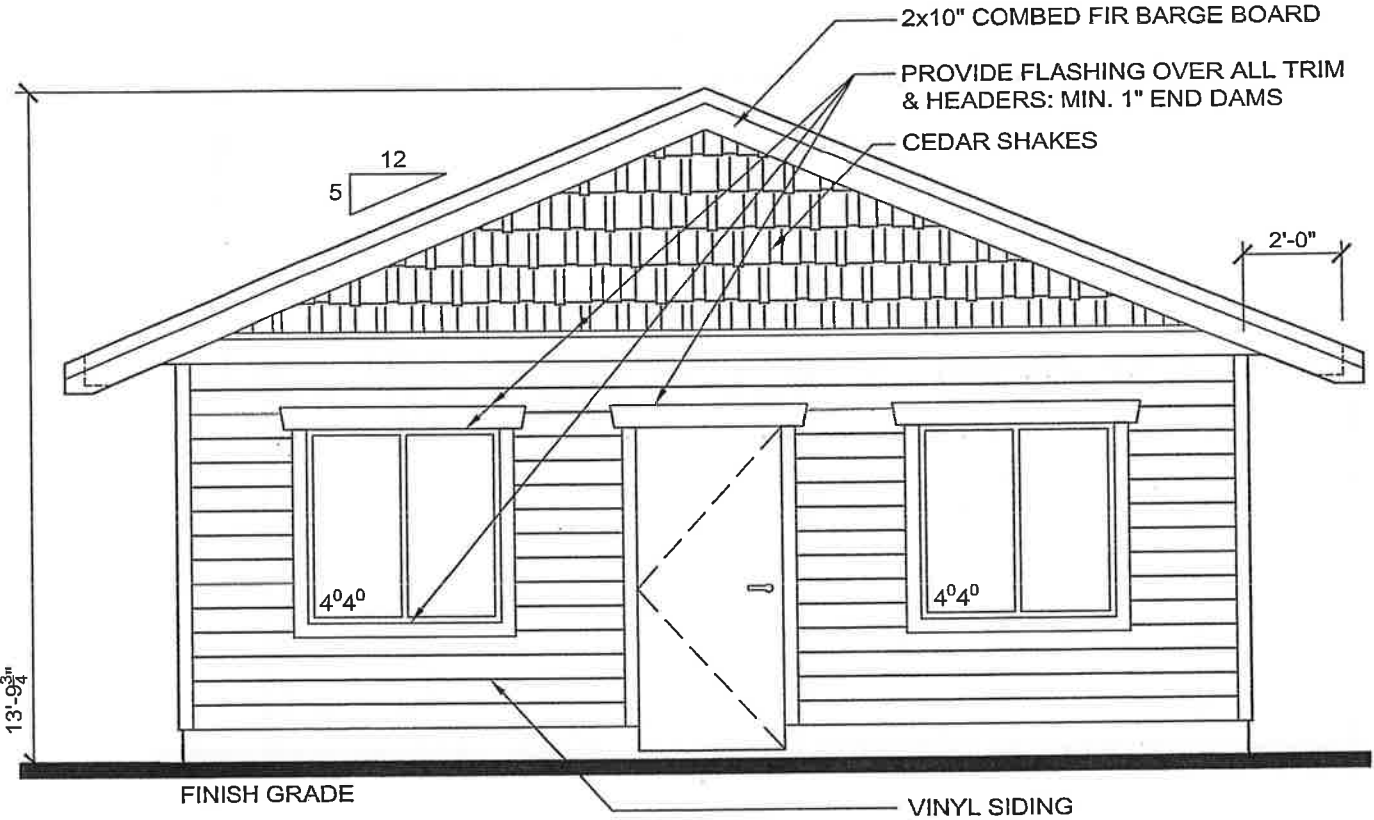 2x10" COMBED FIR BARGE BOARD
PROVIDE FLASHING OVER ALL TRIM
& HEADERS: MIN. 1" END DAMS
CEDAR SHAKES
12
5
2'-0"
4⁰4⁰
4⁰4⁰
13'-9¾"
FINISH GRADE
VINYL SIDING